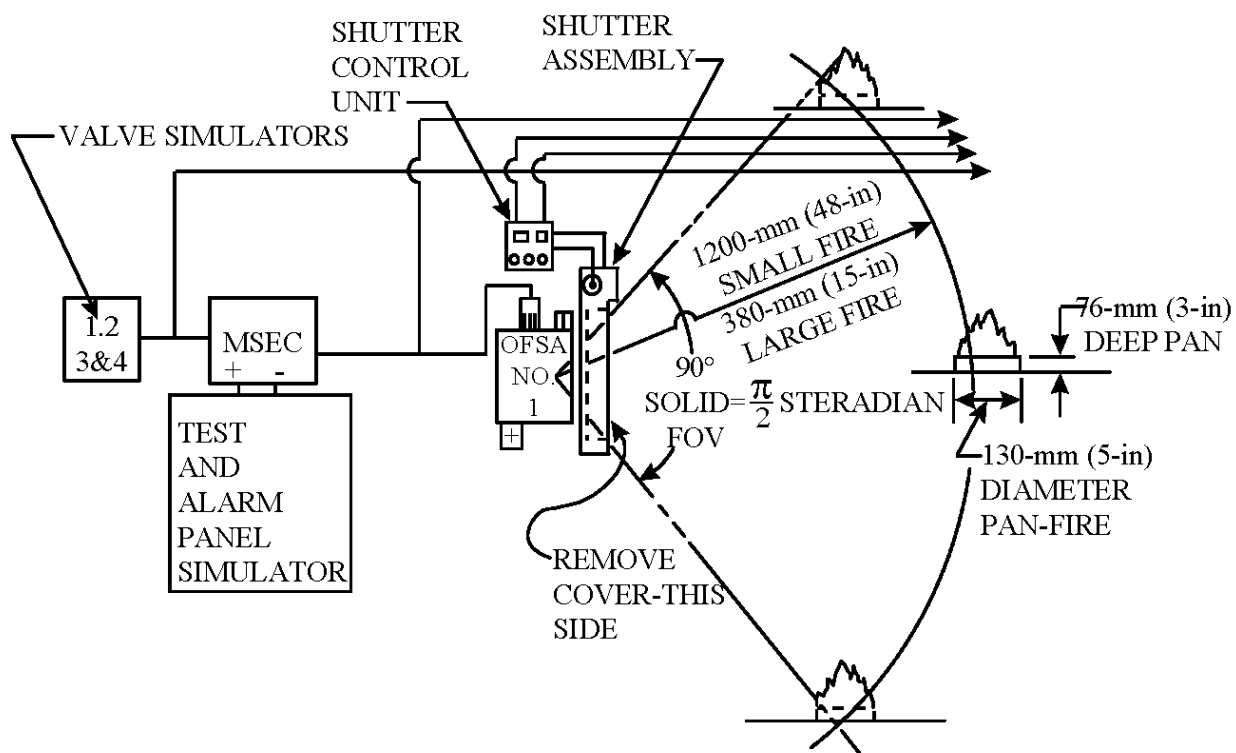 SHUTTER
CONTROL
UNIT
SHUTTER
ASSEMBLY
VALVE SIMULATORS
1200-mm (48-in)
SMALL FIRE
380-mm (15-in)
LARGE FIRE
1.2
3&4
MSEC
+ -
OFSA
NO.
1
+
90°
SOLID=π/2 STERADIAN
FOV
76-mm (3-in)
DEEP PAN
130-mm (5-in)
DIAMETER
PAN-FIRE
TEST
AND
ALARM
PANEL
SIMULATOR
REMOVE
COVER-THIS
SIDE